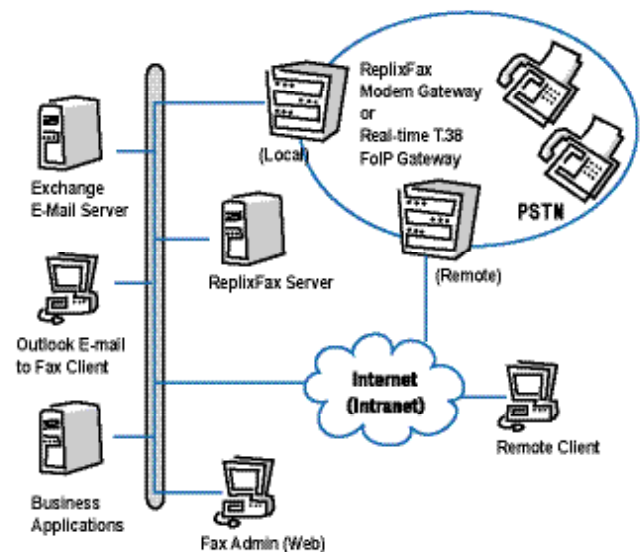 ReplixFax
Modem Gateway
or
Real-time T.38
FoIP Gateway
(Local)
PSTN
(Remote)
Exchange
E-Mail Server
ReplixFax Server
Outlook E-mail
to Fax Client
Internet
(Intranet)
Remote Client
Business
Applications
Fax Admin (Web)